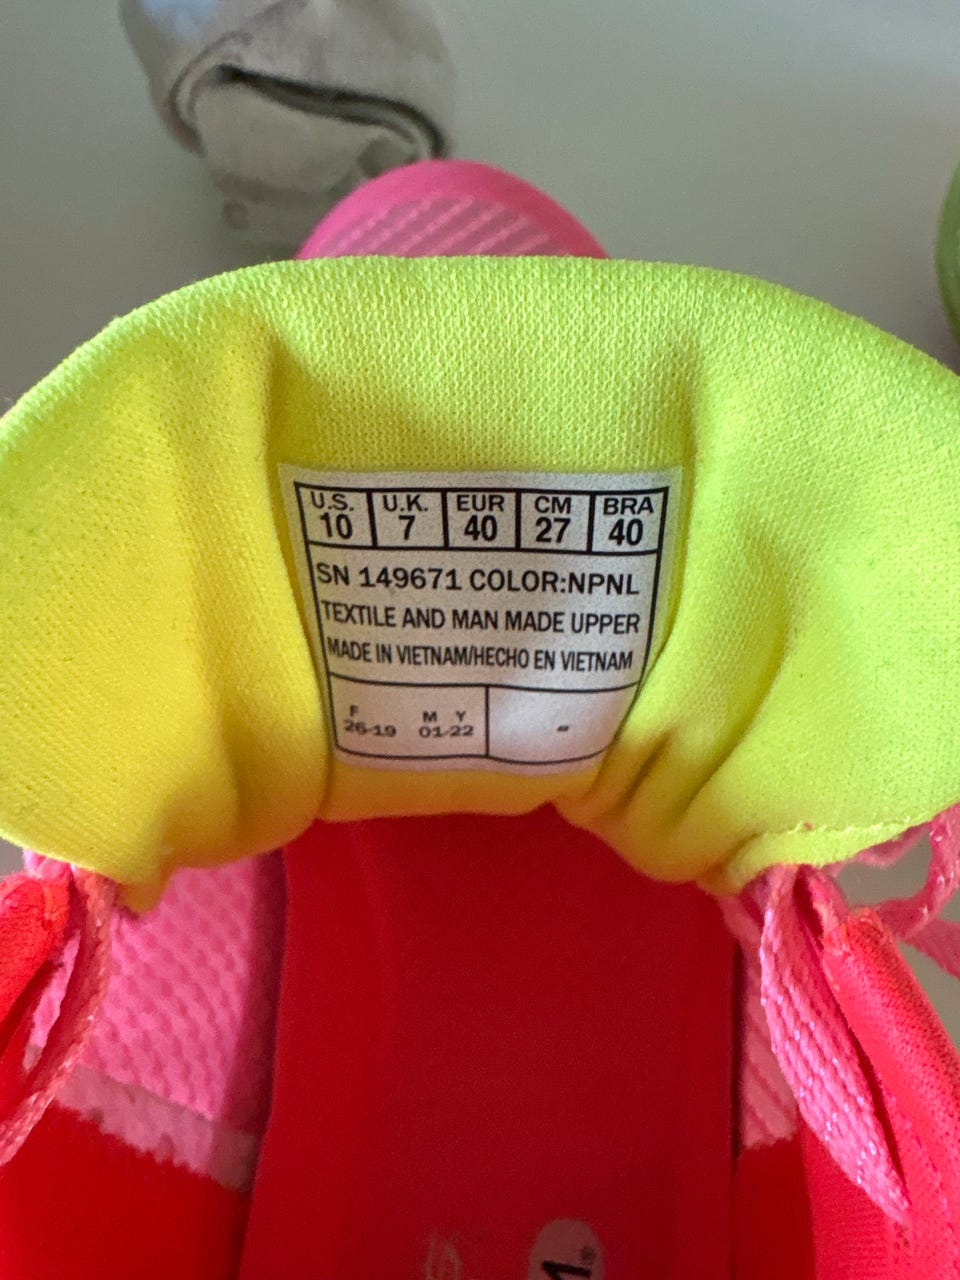 U.S. U.K. EUR CM BRA
10 7 40 27 40
SN 149671 COLOR:NPNL
TEXTILE AND MAN MADE UPPER
MADE IN VIETNAM/HECHO EN VIETNAM
F M Y
26-19 01-22 -